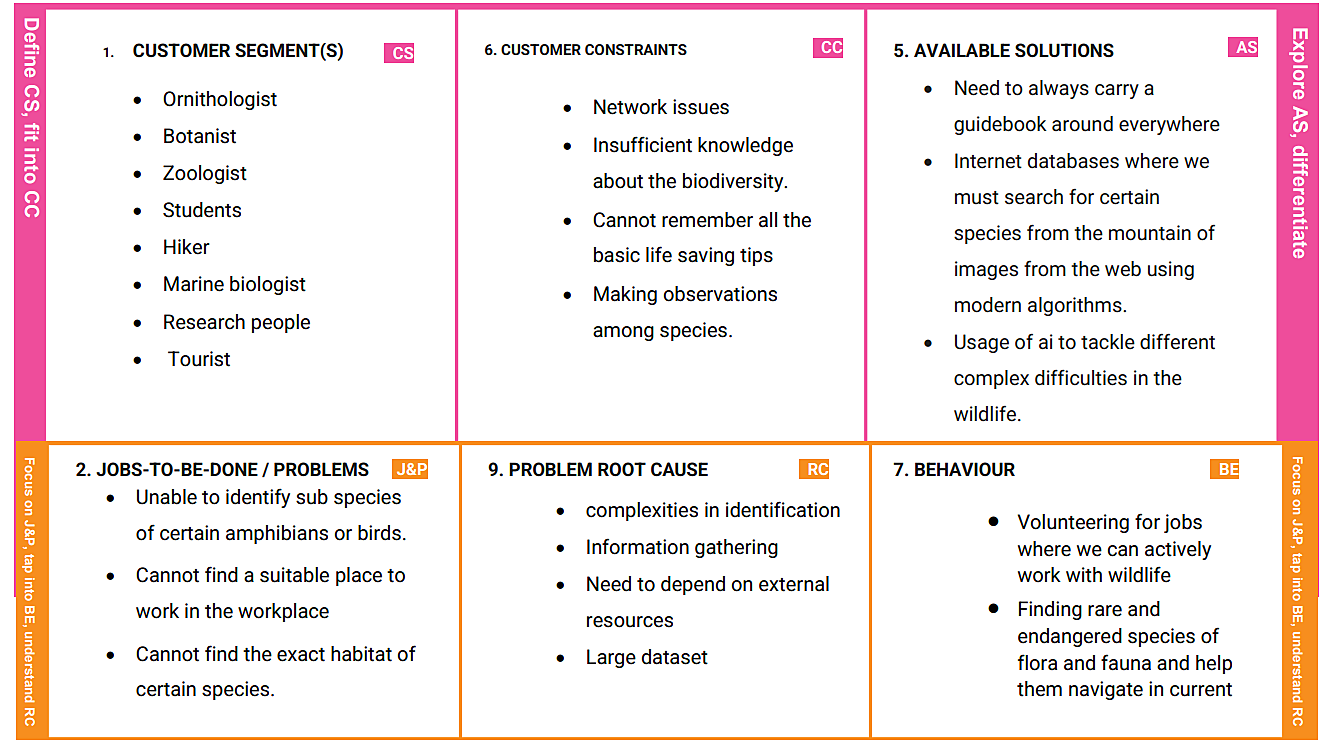 Define CS, fit into CC
1. CUSTOMER SEGMENT(S)
CS
• Ornithologist
• Botanist
• Zoologist
• Students
• Hiker
• Marine biologist
• Research people
• Tourist
6. CUSTOMER CONSTRAINTS
CC
• Network issues
• Insufficient knowledge
about the biodiversity.
• Cannot remember all the
basic life saving tips
• Making observations
among species.
5. AVAILABLE SOLUTIONS
AS
• Need to always carry a
guidebook around everywhere
• Internet databases where we
must search for certain
species from the mountain of
images from the web using
modern algorithms.
• Usage of ai to tackle different
complex difficulties in the
wildlife.
Explore AS, differentiate
Focus on J&P, tap into BE, understand RC
2. JOBS-TO-BE-DONE / PROBLEMS
J&P
• Unable to identify sub species
of certain amphibians or birds.
• Cannot find a suitable place to
work in the workplace
• Cannot find the exact habitat of
certain species.
9. PROBLEM ROOT CAUSE
RC
• complexities in identification
• Information gathering
• Need to depend on external
resources
• Large dataset
7. BEHAVIOUR
BE
• Volunteering for jobs
where we can actively
work with wildlife
• Finding rare and
endangered species of
flora and fauna and help
them navigate in current
Focus on J&P, tap into BE, understand RC